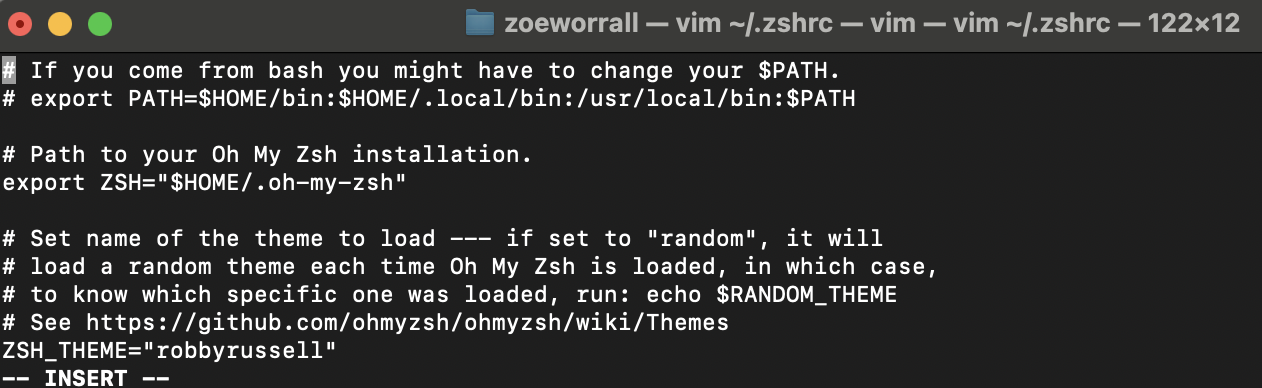 zoeworrall — vim ~/.zshrc — vim — vim ~/.zshrc — 122×12
# If you come from bash you might have to change your $PATH.
# export PATH=$HOME/bin:$HOME/.local/bin:/usr/local/bin:$PATH
# Path to your Oh My Zsh installation.
export ZSH="$HOME/.oh-my-zsh"
# Set name of the theme to load --- if set to "random", it will
# load a random theme each time Oh My Zsh is loaded, in which case,
# to know which specific one was loaded, run: echo $RANDOM_THEME
# See https://github.com/ohmyzsh/ohmyzsh/wiki/Themes
ZSH_THEME="robbyrussell"
-- INSERT --